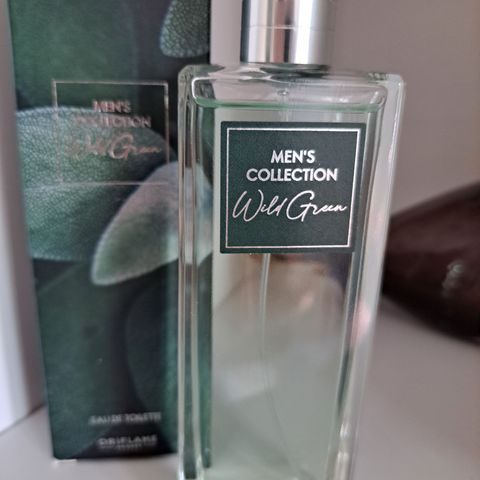 MEN'S
COLLECTION
Wild Green
EAU DE TOILETTE
ORIFLAME
MEN'S
COLLECTION
Wild Green